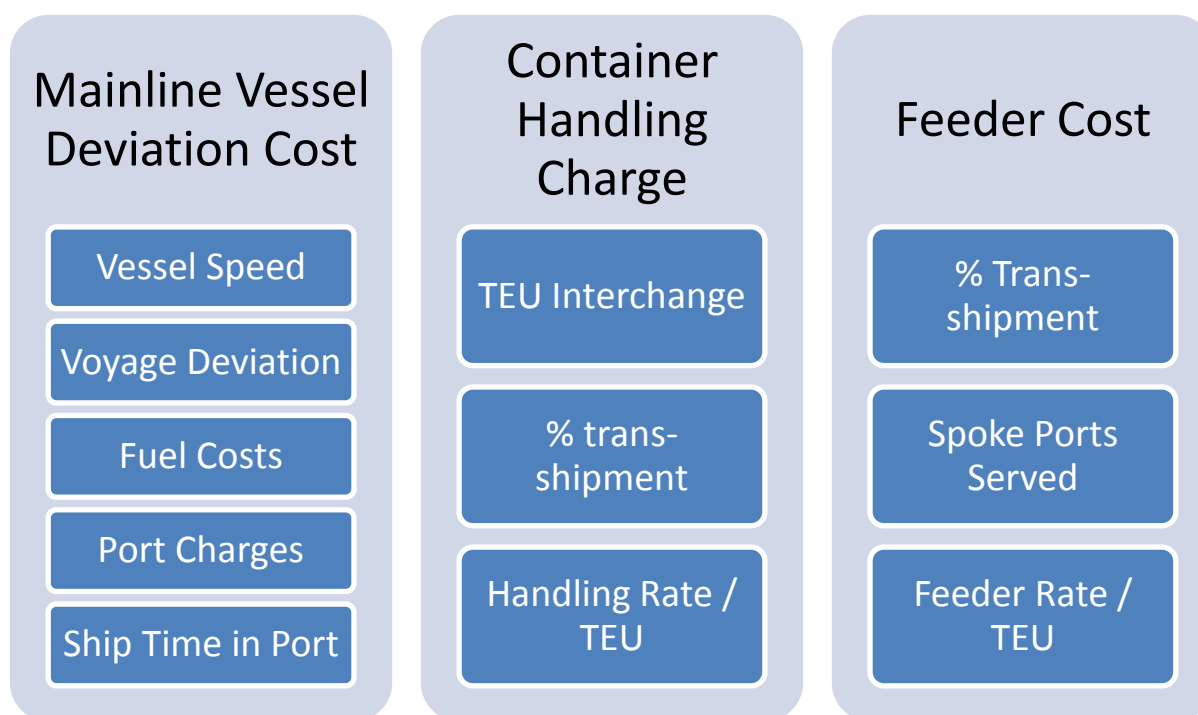 Mainline Vessel
Deviation Cost
Vessel Speed
Voyage Deviation
Fuel Costs
Port Charges
Ship Time in Port
Container
Handling
Charge
TEU Interchange
% trans-
shipment
Handling Rate /
TEU
Feeder Cost
% Trans-
shipment
Spoke Ports
Served
Feeder Rate /
TEU